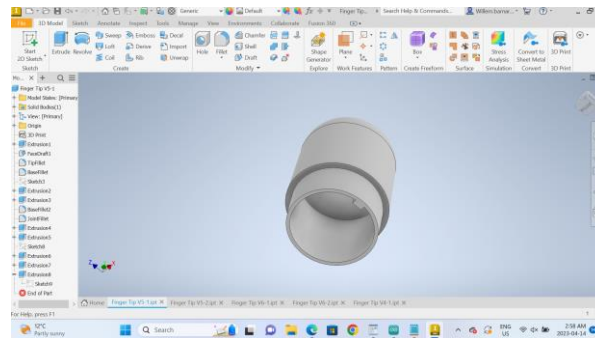 Generic
Default
Finger Tip...
Search Help & Commands...
File 3D Model Sketch Annotate Inspect Tools Manage View Environments Collaborate Fusion 360
Start
2D Sketch
Extrude Revolve
Sweep Emboss Decal
Loft Derive Import
Coil Rib Unwrap
Hole Fillet
Chamfer
Shell
Draft
Shape
Generator
Plane
Box
Face
Stress
Analysis
Convert to
Sheet Metal
3D Print
Sketch Create Modify Explore Work Features Pattern Create Freeform Surface Simulation Convert 3D Print
Finger Tip V5-1
Model States: [Primary]
Solid Bodies(1)
View: [Primary]
Origin
3D Print
Extrusion1
FaceDraft1
TipFillet
BaseFillet
Sketch3
Extrusion2
Extrusion3
BaseFillet2
JointFillet
Extrusion4
Extrusion5
Sketch8
Extrusion6
Extrusion7
Extrusion8
Sketch9
End of Part
Z X
Home Finger Tip V5-1.ipt Finger Tip V5-2.ipt Finger Tip V6-1.ipt Finger Tip V6-2.ipt Finger Tip V4-1.ipt
For Help, press F1
1
12°C
Partly sunny
Search
ENG
US
2:58 AM
2023-04-14